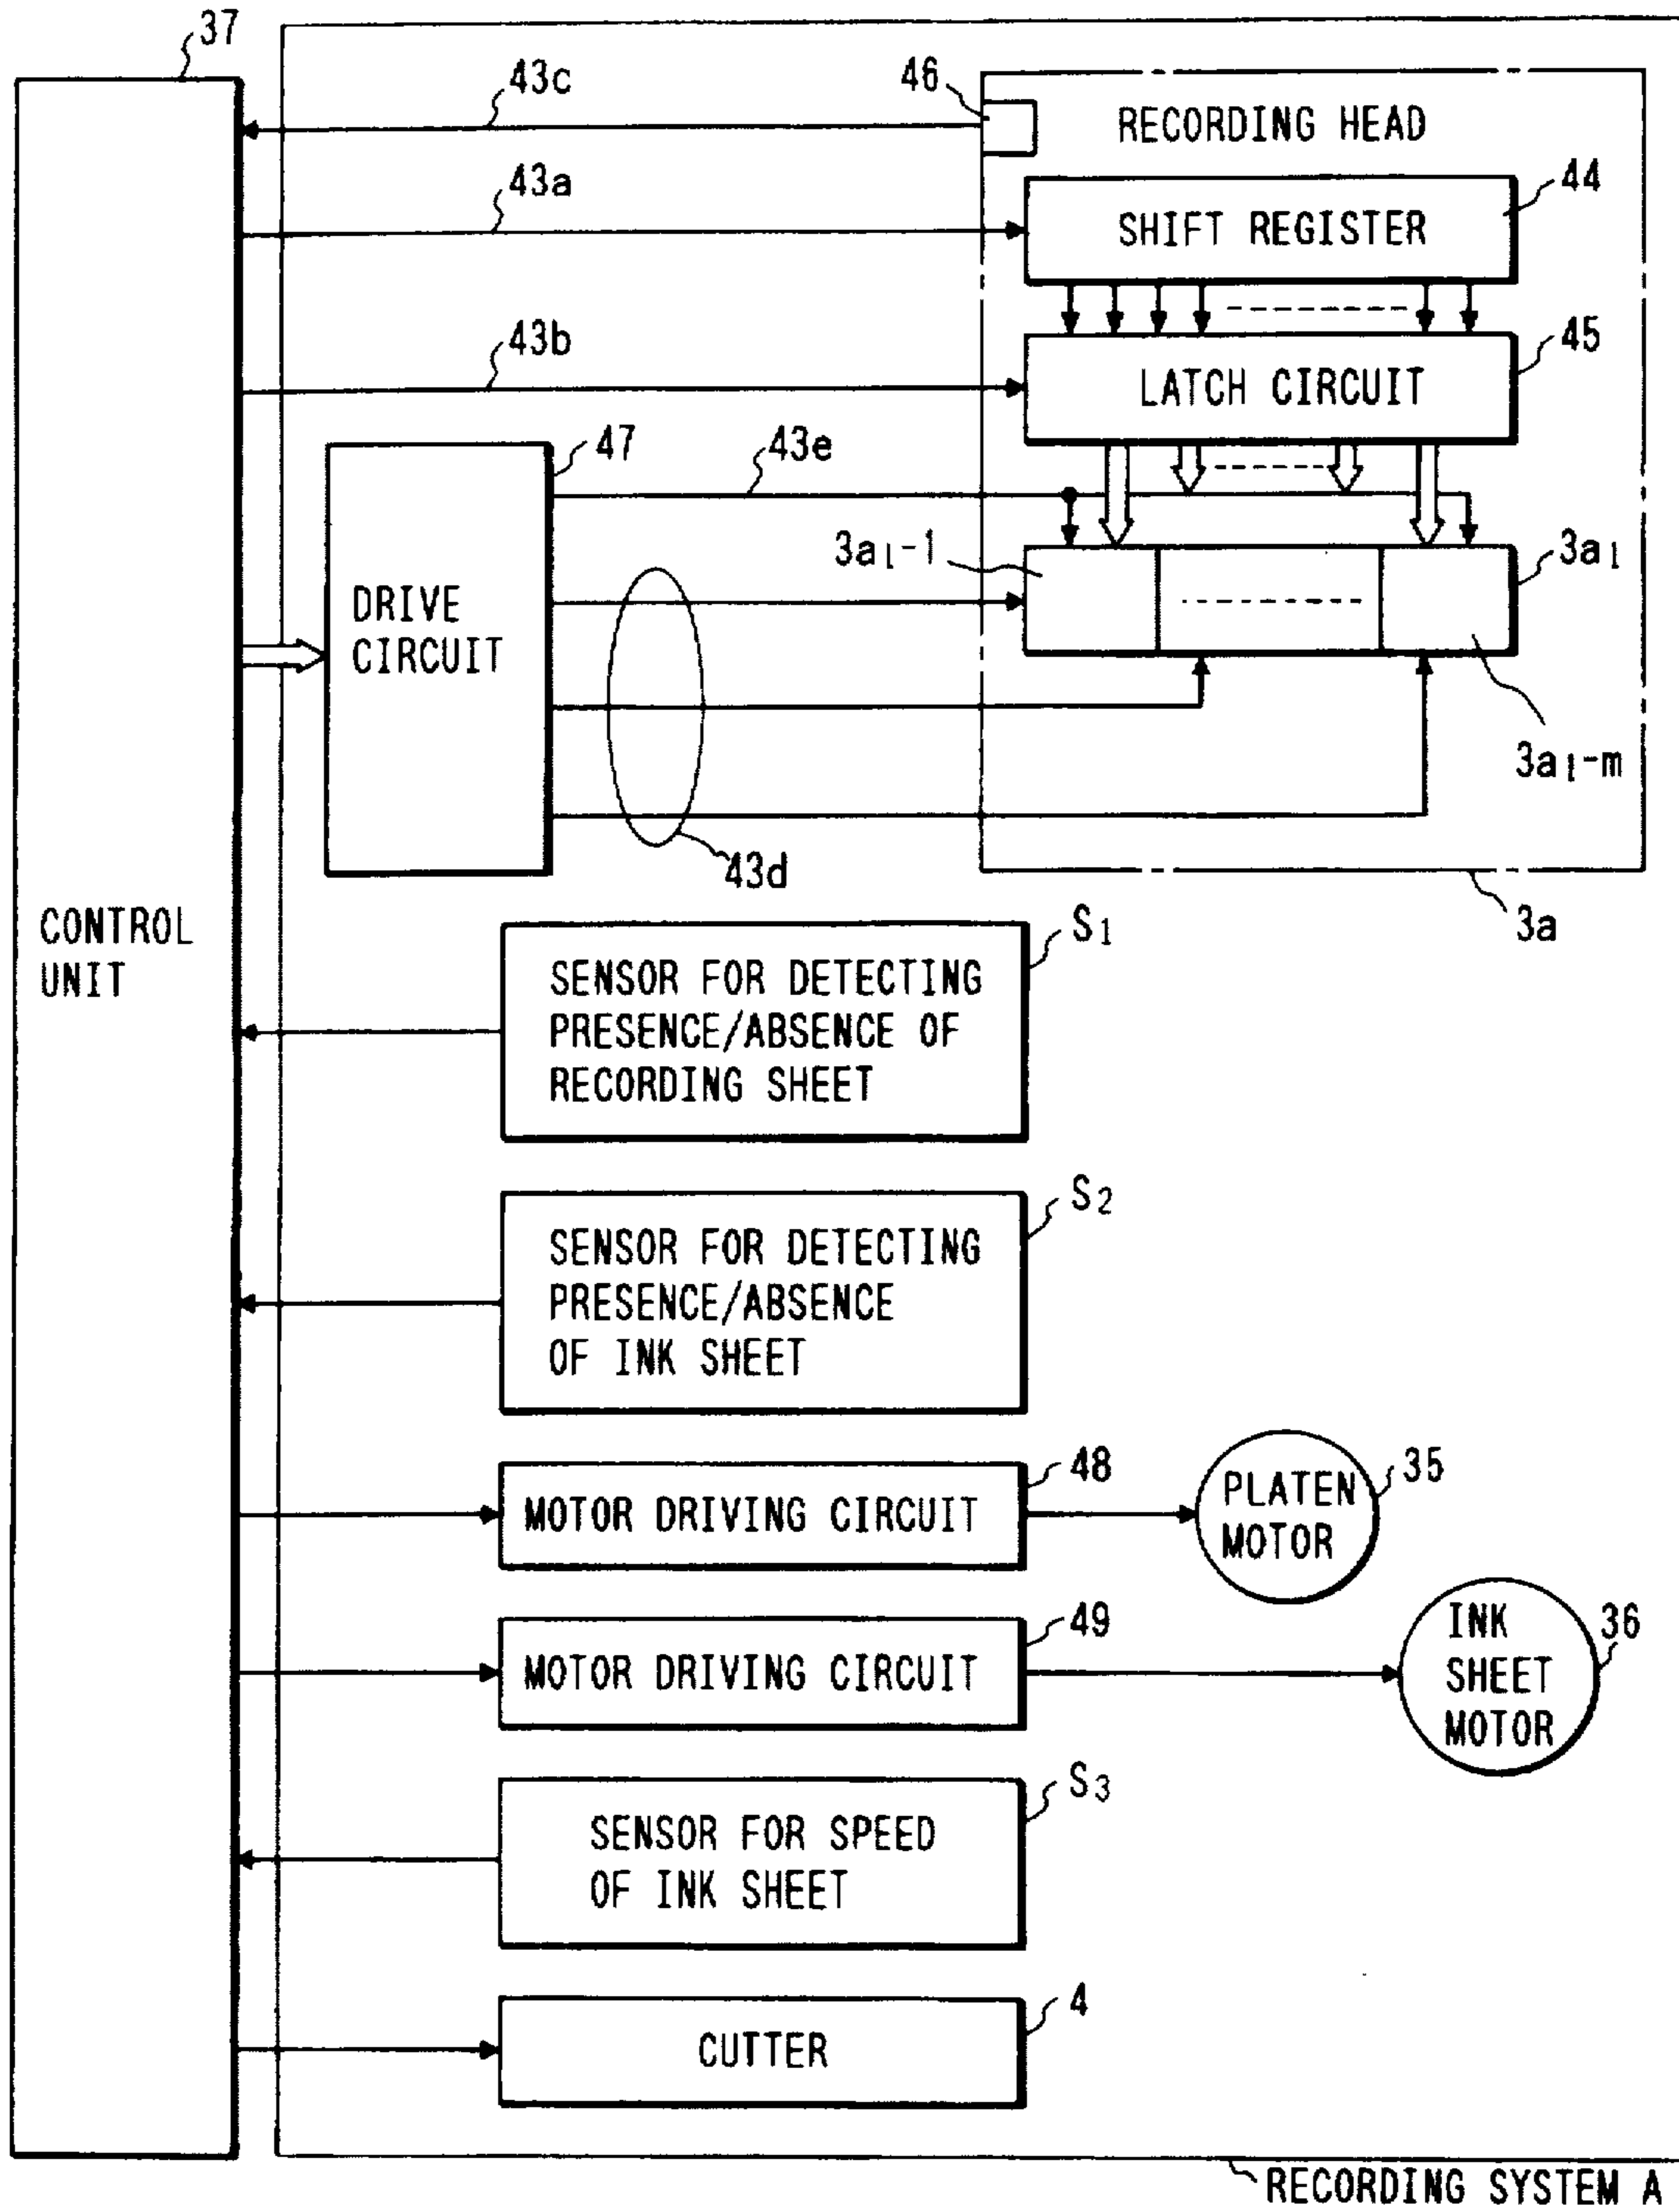 37
43c
46
RECORDING HEAD
43a
44
SHIFT REGISTER
43b
45
LATCH CIRCUIT
47
43e
3a1-1
3a1
DRIVE
CIRCUIT
3a1-m
43d
3a
CONTROL
UNIT
S1
SENSOR FOR DETECTING
PRESENCE/ABSENCE OF
RECORDING SHEET
S2
SENSOR FOR DETECTING
PRESENCE/ABSENCE
OF INK SHEET
48
MOTOR DRIVING CIRCUIT
PLATEN
MOTOR
35
49
MOTOR DRIVING CIRCUIT
INK
SHEET
MOTOR
36
S3
SENSOR FOR SPEED
OF INK SHEET
4
CUTTER
RECORDING SYSTEM A